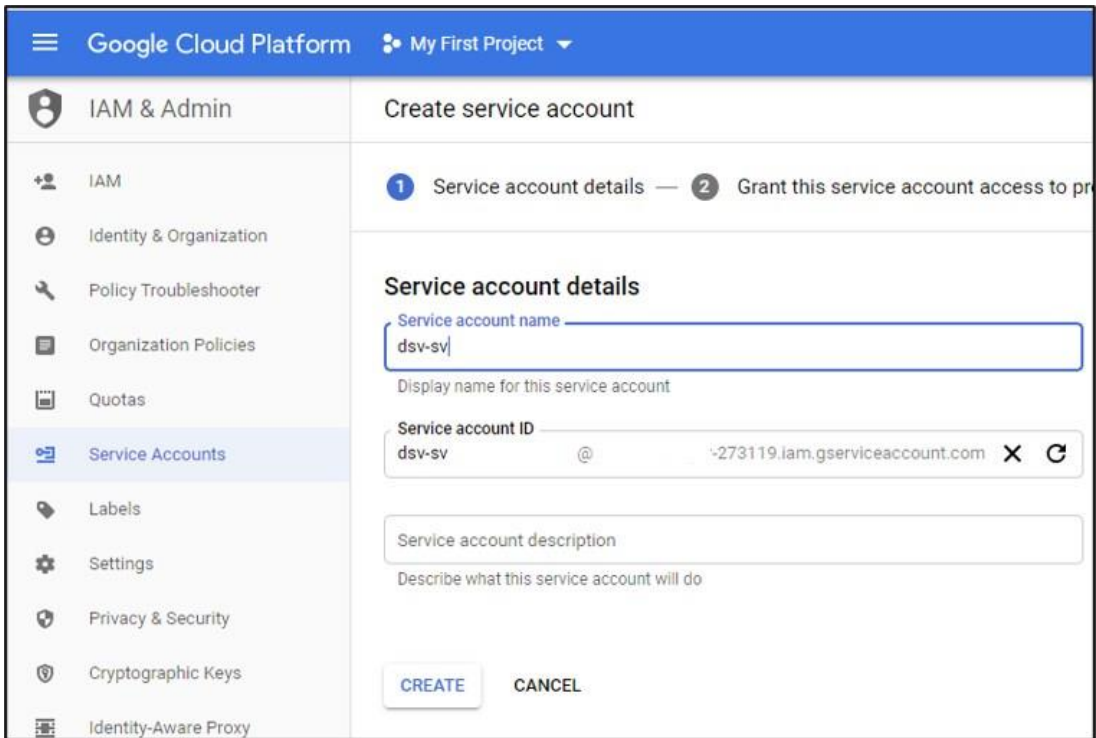 Google Cloud Platform My First Project
IAM & Admin
Create service account
IAM
Identity & Organization
Policy Troubleshooter
Organization Policies
Quotas
Service Accounts
Labels
Settings
Privacy & Security
Cryptographic Keys
Identity-Aware Proxy
1 Service account details — 2 Grant this service account access to pr
Service account details
Service account name
dsv-sv
Display name for this service account
Service account ID
dsv-sv @ -273119.iam.gserviceaccount.com
Service account description
Describe what this service account will do
CREATE CANCEL